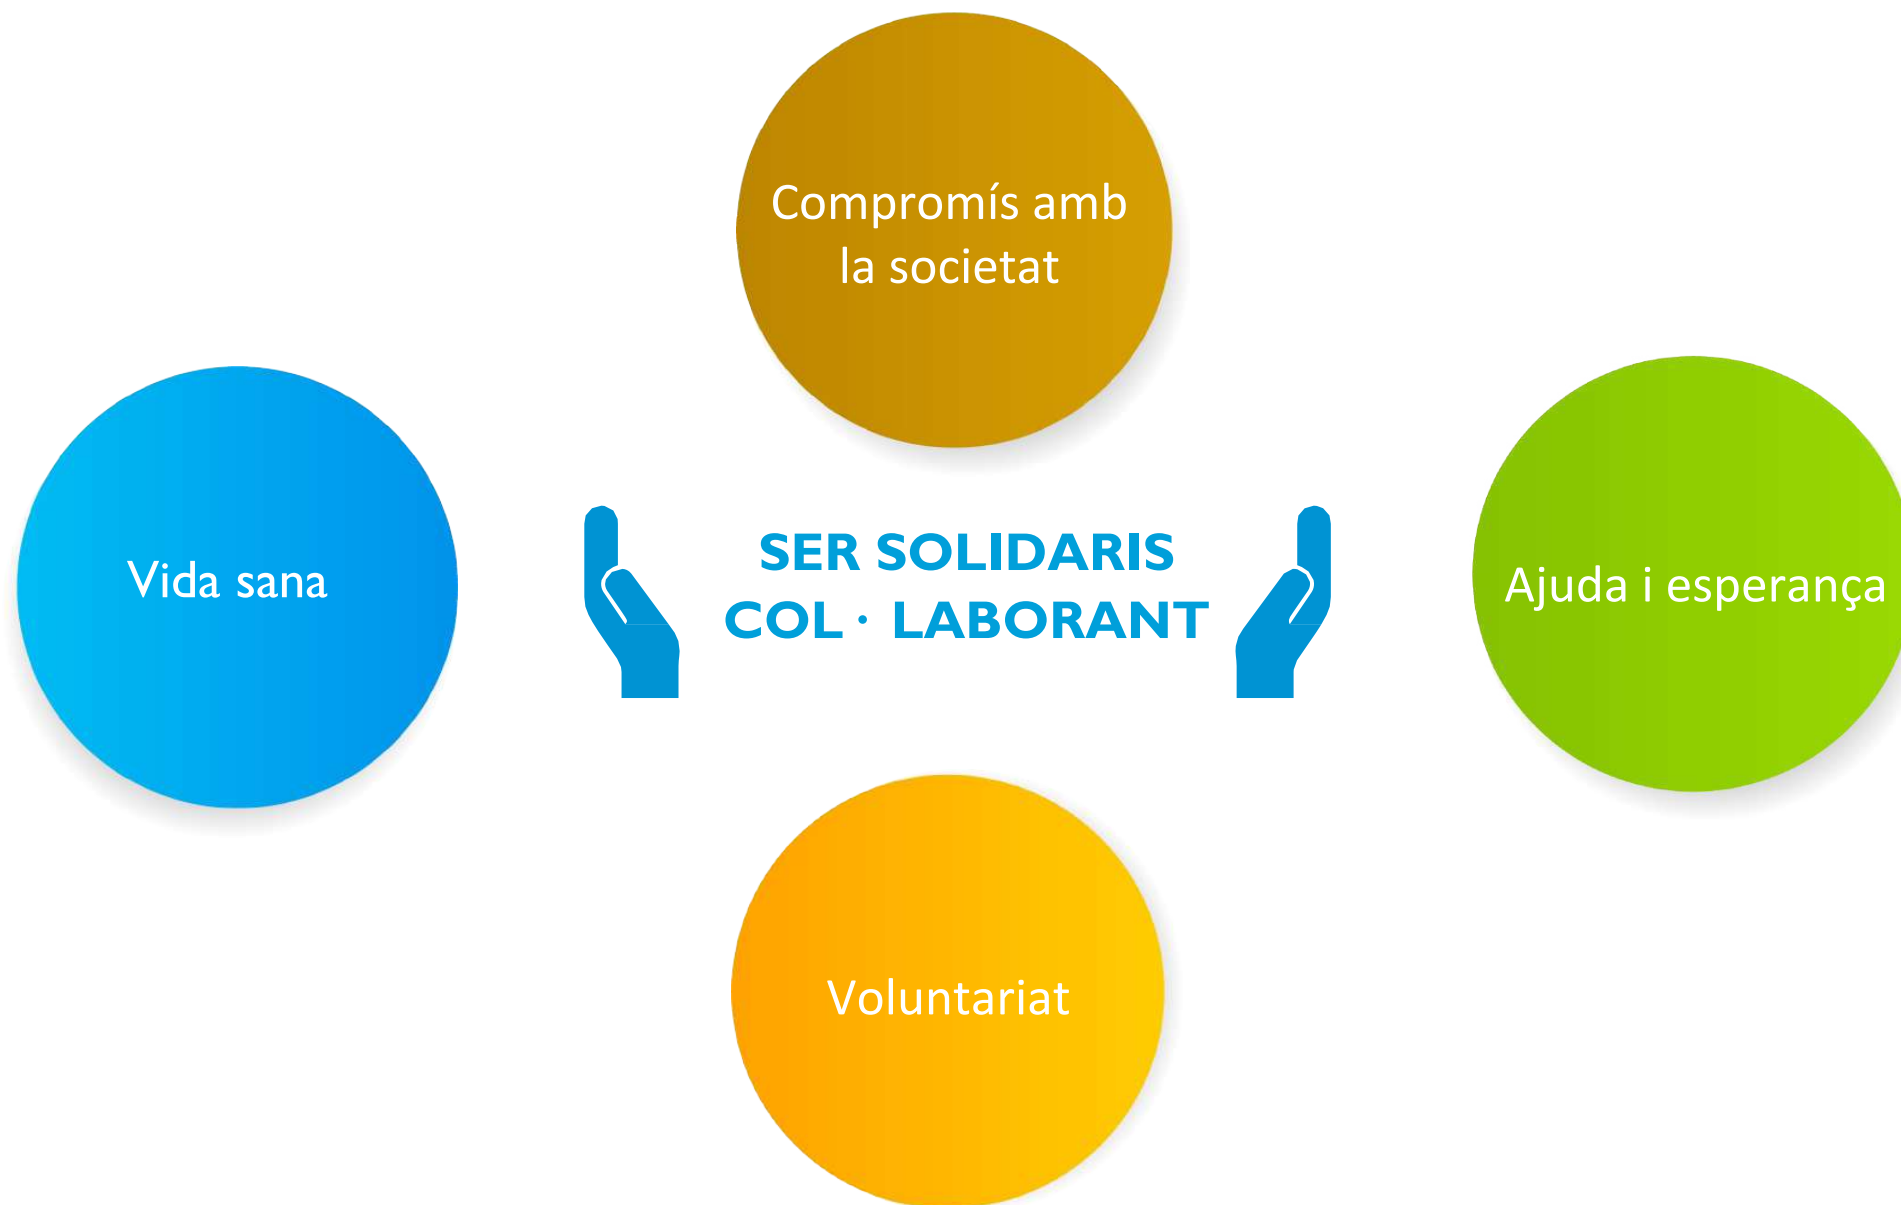 Compromís amb
la societat
Vida sana
SER SOLIDARIS
COL· LABORANT
Ajuda i esperança
Voluntariat